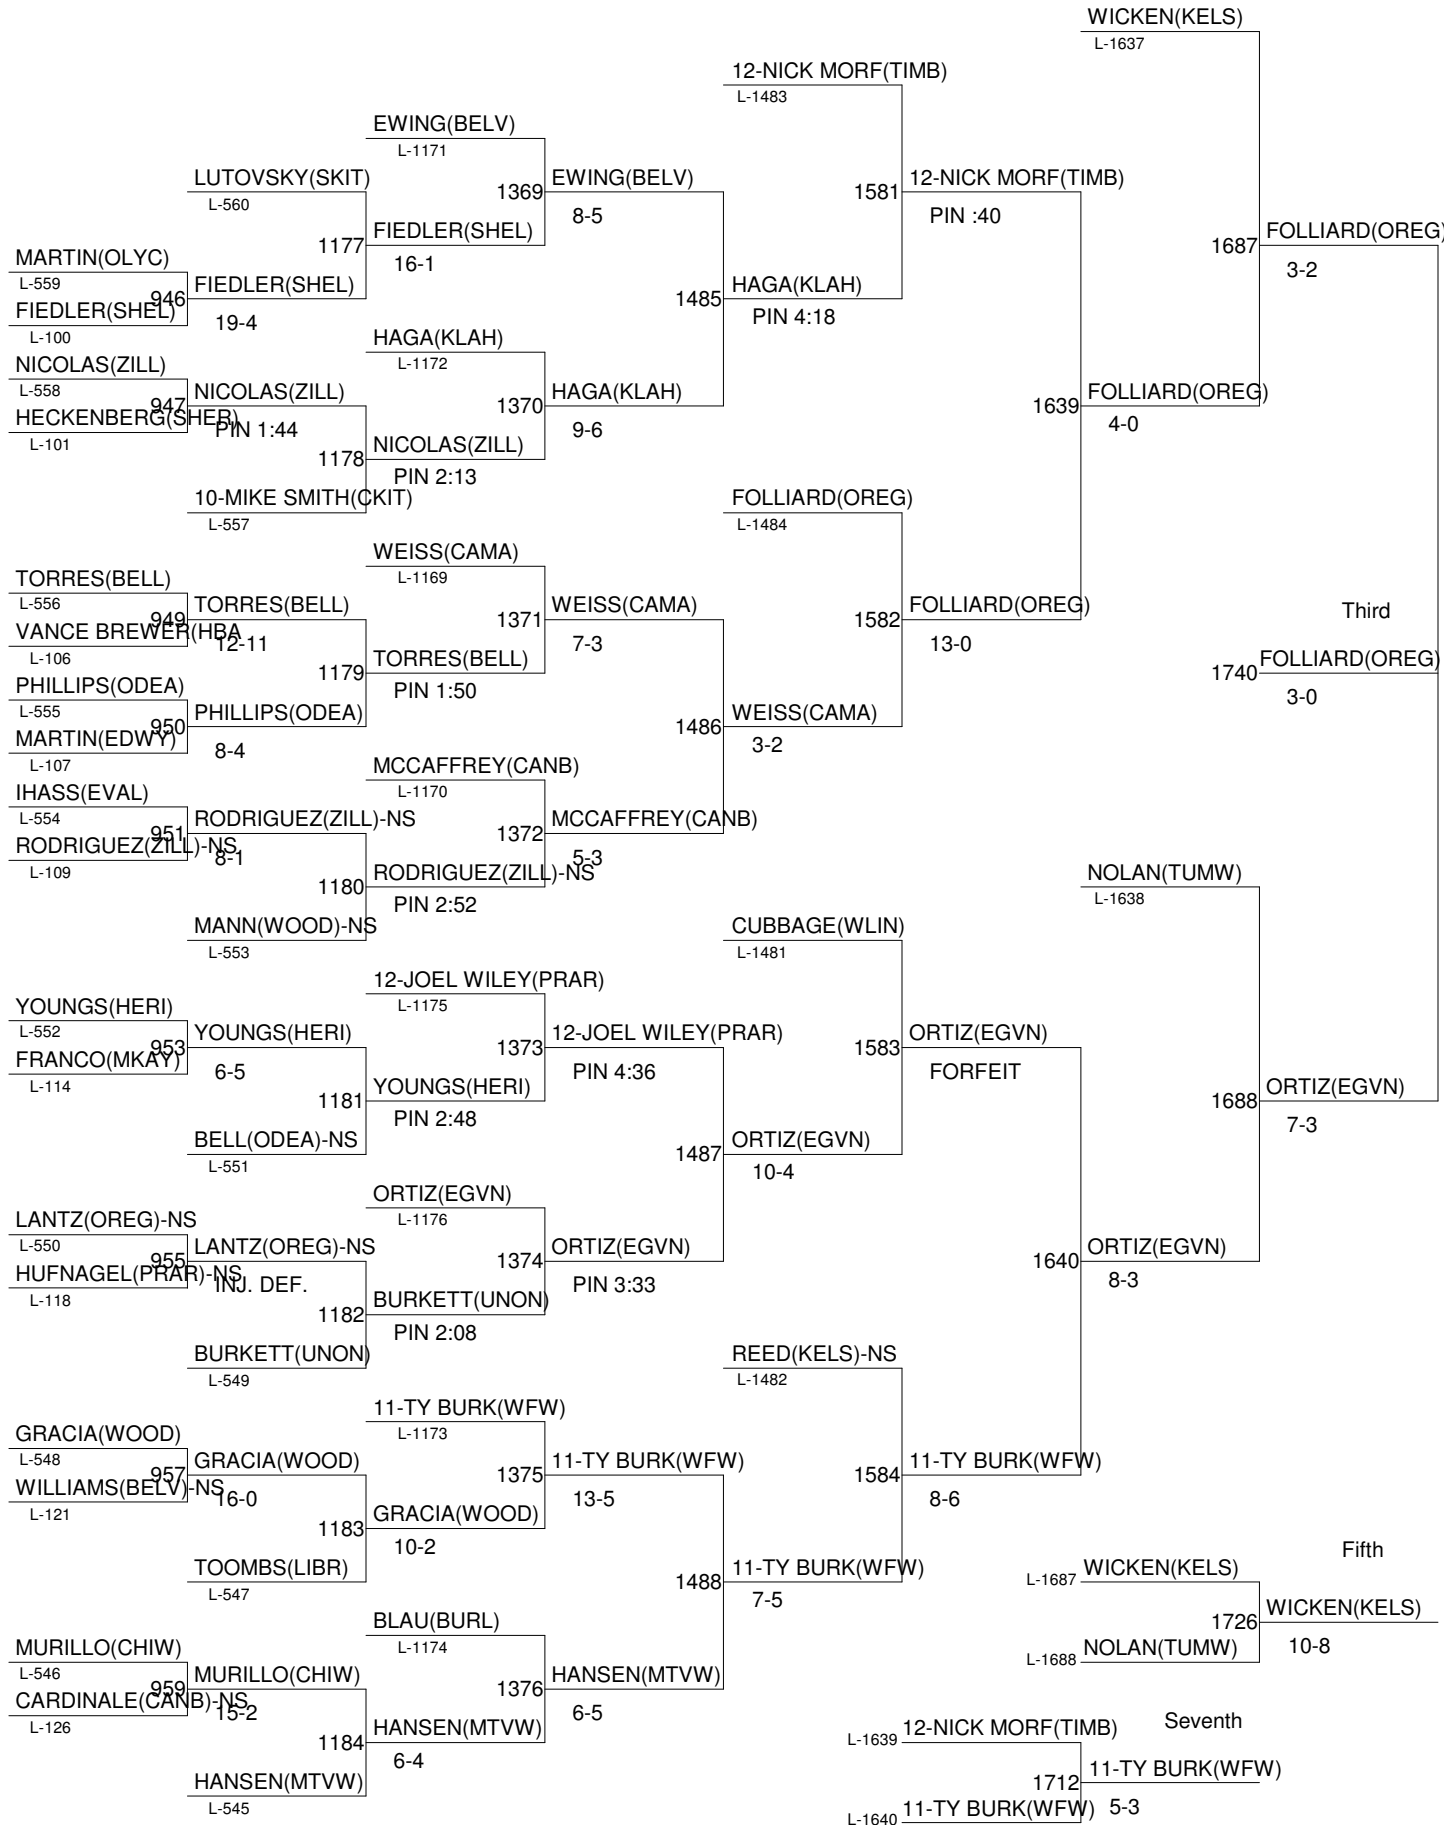 WICKEN(KELS)
L-1637
12-NICK MORF(TIMB)
L-1483
EWING(BELV)
L-1171
LUTOVSKY(SKIT)
L-560
1369
EWING(BELV)
8-5
1581
12-NICK MORF(TIMB)
PIN :40
1177
FIEDLER(SHEL)
16-1
1687
FOLLIARD(OREG)
3-2
MARTIN(OLYC)
L-559
946
FIEDLER(SHEL)
19-4
FIEDLER(SHEL)
L-100
1485
HAGA(KLAH)
PIN 4:18
HAGA(KLAH)
L-1172
NICOLAS(ZILL)
L-558
947
NICOLAS(ZILL)
PIN 1:44
HECKENBERG(SHER)
L-101
1370
HAGA(KLAH)
9-6
1639
FOLLIARD(OREG)
4-0
1178
NICOLAS(ZILL)
PIN 2:13
10-MIKE SMITH(CKIT)
L-557
FOLLIARD(OREG)
L-1484
WEISS(CAMA)
L-1169
TORRES(BELL)
L-556
949
TORRES(BELL)
12-11
VANCE BREWER(HBA
L-106
1371
WEISS(CAMA)
7-3
1582
FOLLIARD(OREG)
13-0
Third
1179
TORRES(BELL)
PIN 1:50
1740
FOLLIARD(OREG)
3-0
PHILLIPS(ODEA)
L-555
950
PHILLIPS(ODEA)
8-4
MARTIN(EDWY)
L-107
1486
WEISS(CAMA)
3-2
MCCAFFREY(CANB)
L-1170
IHASS(EVAL)
L-554
951
RODRIGUEZ(ZILL)-NS
8-1
RODRIGUEZ(ZILL)-NS
L-109
1372
MCCAFFREY(CANB)
5-3
1180
RODRIGUEZ(ZILL)-NS
PIN 2:52
NOLAN(TUMW)
L-1638
MANN(WOOD)-NS
L-553
CUBBAGE(WLIN)
L-1481
12-JOEL WILEY(PRAR)
L-1175
YOUNGS(HERI)
L-552
953
YOUNGS(HERI)
6-5
FRANCO(MKAY)
L-114
1373
12-JOEL WILEY(PRAR)
PIN 4:36
1583
ORTIZ(EGVN)
FORFEIT
1181
YOUNGS(HERI)
PIN 2:48
1688
ORTIZ(EGVN)
7-3
BELL(ODEA)-NS
L-551
1487
ORTIZ(EGVN)
10-4
ORTIZ(EGVN)
L-1176
LANTZ(OREG)-NS
L-550
955
LANTZ(OREG)-NS
INJ. DEF.
HUFNAGEL(PRAR)-NS
L-118
1374
ORTIZ(EGVN)
PIN 3:33
1640
ORTIZ(EGVN)
8-3
1182
BURKETT(UNON)
PIN 2:08
BURKETT(UNON)
L-549
REED(KELS)-NS
L-1482
11-TY BURK(WFW)
L-1173
GRACIA(WOOD)
L-548
957
GRACIA(WOOD)
16-0
WILLIAMS(BELV)-NS
L-121
1375
11-TY BURK(WFW)
13-5
1584
11-TY BURK(WFW)
8-6
1183
GRACIA(WOOD)
10-2
TOOMBS(LIBR)
L-547
1488
11-TY BURK(WFW)
7-5
Fifth
L-1687
WICKEN(KELS)
1726
WICKEN(KELS)
10-8
L-1688
NOLAN(TUMW)
BLAU(BURL)
L-1174
MURILLO(CHIW)
L-546
959
MURILLO(CHIW)
15-2
CARDINALE(CANB)-NS
L-126
1376
HANSEN(MTVW)
6-5
1184
HANSEN(MTVW)
6-4
HANSEN(MTVW)
L-545
Seventh
L-1639
12-NICK MORF(TIMB)
1712
11-TY BURK(WFW)
5-3
L-1640
11-TY BURK(WFW)